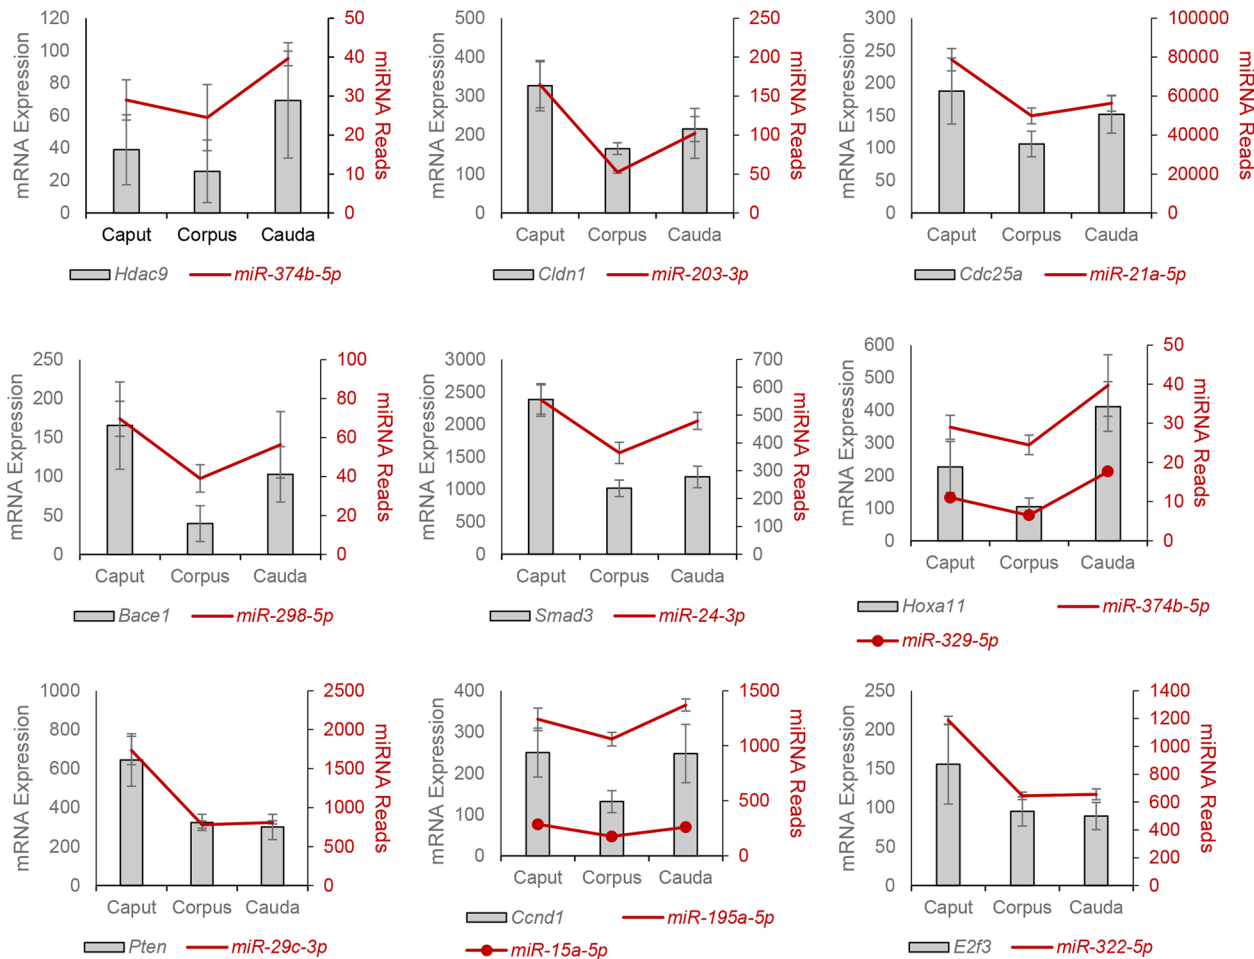 120
100
80
60
40
20
0
mRNA Expression
50
40
30
20
10
0
miRNA Reads
Caput Corpus Cauda
Hdac9 miR-374b-5p
500
400
300
200
100
0
mRNA Expression
250
200
150
100
50
0
miRNA Reads
Caput Corpus Cauda
Cldn1 miR-203-3p
300
250
200
150
100
50
0
mRNA Expression
100000
80000
60000
40000
20000
0
miRNA Reads
Caput Corpus Cauda
Cdc25a miR-21a-5p
250
200
150
100
50
0
mRNA Expression
100
80
60
40
20
0
miRNA Reads
Caput Corpus Cauda
Bace1 miR-298-5p
3000
2500
2000
1500
1000
500
0
mRNA Expression
700
600
500
400
300
200
100
0
miRNA Reads
Caput Corpus Cauda
Smad3 miR-24-3p
600
500
400
300
200
100
0
mRNA Expression
50
40
30
20
10
0
miRNA Reads
Caput Corpus Cauda
Hoxa11 miR-374b-5p
miR-329-5p
1000
800
600
400
200
0
mRNA Expression
2500
2000
1500
1000
500
0
miRNA Reads
Caput Corpus Cauda
Pten miR-29c-3p
400
300
200
100
0
mRNA Expression
1500
1000
500
0
miRNA Reads
Caput Corpus Cauda
Ccnd1 miR-195a-5p
miR-15a-5p
250
200
150
100
50
0
mRNA Expression
1400
1200
1000
800
600
400
200
0
miRNA Reads
Caput Corpus Cauda
E2f3 miR-322-5p